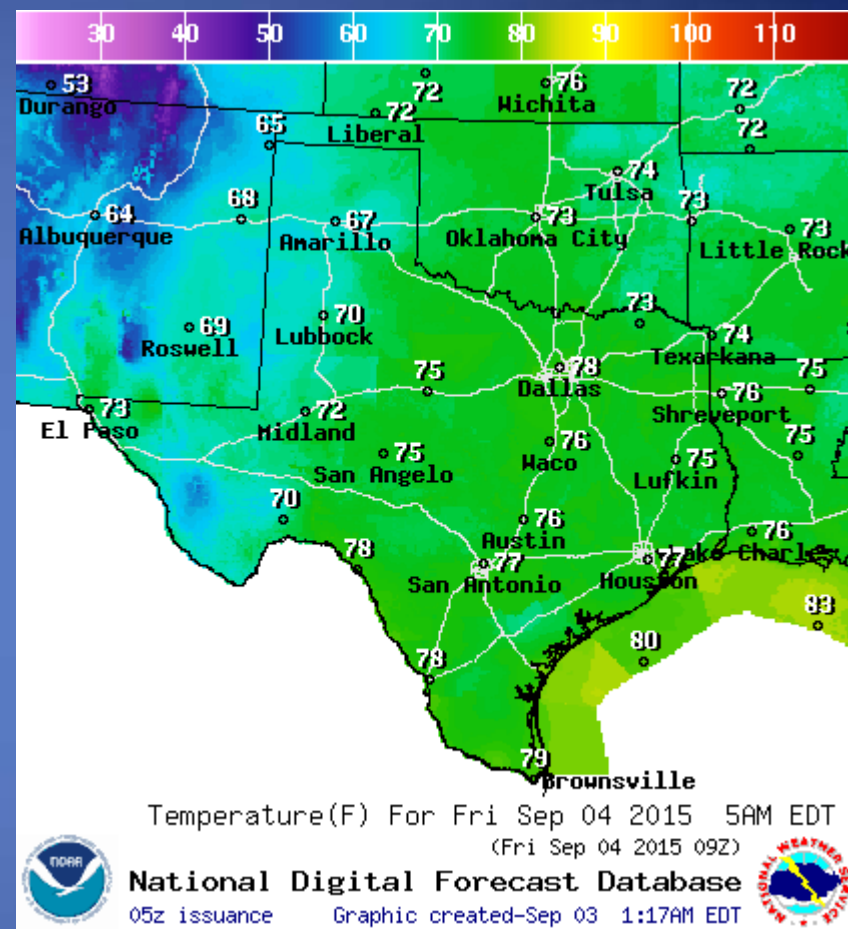 30 40 50 60 70 80 90 100 110
53
Durango
72
76
Wichita
72
72
Liberal
65
72
74
Tulsa
64
Albuquerque
68
67
Amarillo
73
Oklahoma City
73
73
Little Rock
69
Roswell
70
Lubbock
73
74
Texarkana
75
78
Dallas
75
76
Shreveport
73
El Paso
72
Midland
75
San Angelo
76
Waco
75
Lufkin
75
70
76
Austin
76
Lake Charl
78
77
San Antonio
77
Houston
83
78
80
79
Brownsville
Temperature(F) For Fri Sep 04 2015 5AM EDT
(Fri Sep 04 2015 09Z)
NOAA
National Digital Forecast Database
05z issuance Graphic created-Sep 03 1:17AM EDT
NATIONAL WEATHER SERVICE